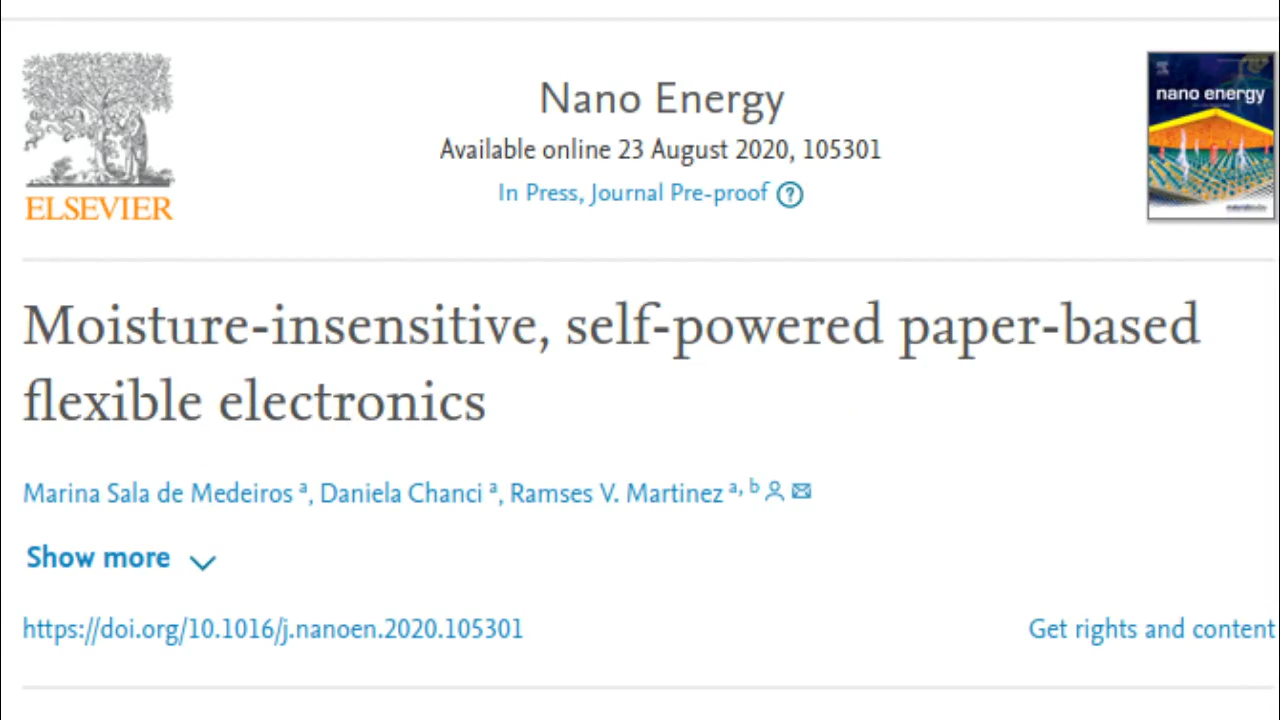 ELSEVIER
Nano Energy
Available online 23 August 2020, 105301
In Press, Journal Pre-proof ?
nano energy
Moisture-insensitive, self-powered paper-based
flexible electronics
Marina Sala de Medeiros a, Daniela Chanci a, Ramses V. Martinez a, b
Show more
https://doi.org/10.1016/j.nanoen.2020.105301
Get rights and content